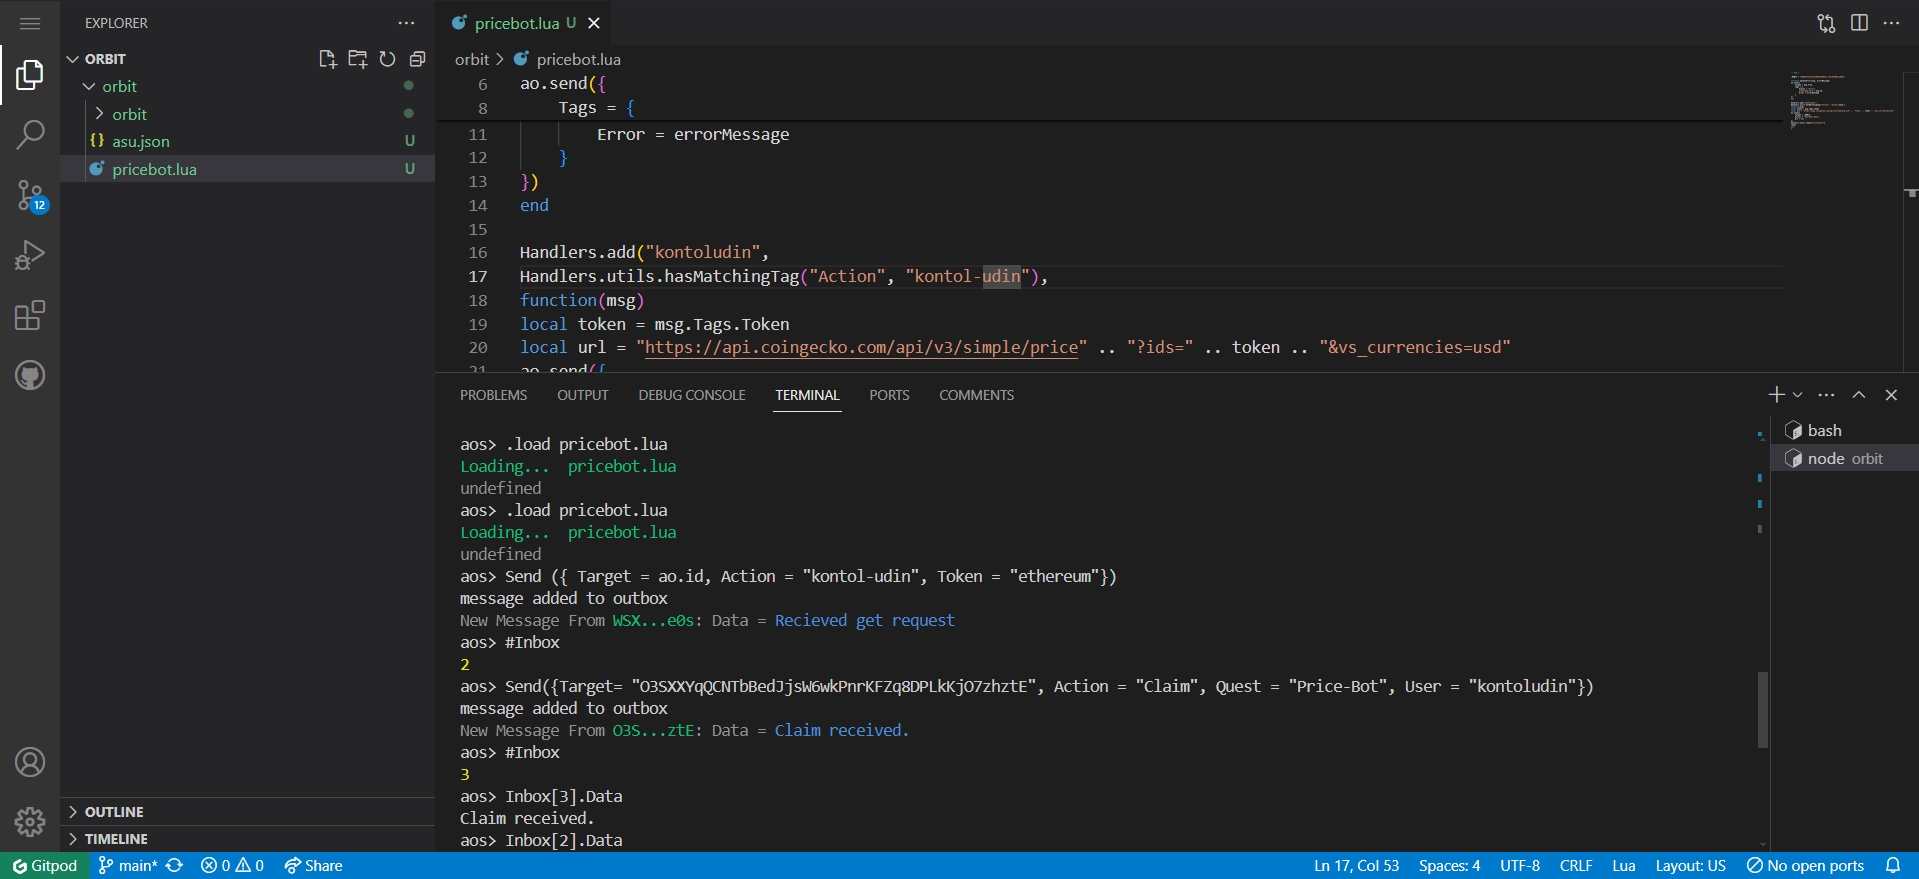 EXPLORER
ORBIT
orbit
orbit
{} asu.json U
pricebot.lua U
12
OUTLINE
TIMELINE
pricebot.lua U
orbit > pricebot.lua
6 ao.send({
8 Tags = {
11 Error = errorMessage
12 }
13 })
14 end
15
16 Handlers.add("kontoludin",
17 Handlers.utils.hasMatchingTag("Action", "kontol-udin"),
18 function(msg)
19 local token = msg.Tags.Token
20 local url = "https://api.coingecko.com/api/v3/simple/price" .. "?ids=" .. token .. "&vs_currencies=usd"
21 ao.send({
PROBLEMS OUTPUT DEBUG CONSOLE TERMINAL PORTS COMMENTS
aos> .load pricebot.lua
Loading... pricebot.lua
undefined
aos> .load pricebot.lua
Loading... pricebot.lua
undefined
aos> Send ({ Target = ao.id, Action = "kontol-udin", Token = "ethereum"})
message added to outbox
New Message From WSX...e0s: Data = Recieved get request
aos> #Inbox
2
aos> Send({Target= "O3SXXYqQCNTbBedJjsW6wkPnrKFZq8DPLkKjO7zhztE", Action = "Claim", Quest = "Price-Bot", User = "kontoludin"})
message added to outbox
New Message From O3S...ztE: Data = Claim received.
aos> #Inbox
3
aos> Inbox[3].Data
Claim received.
aos> Inbox[2].Data
bash
node orbit
Gitpod main* 0 0 Share Ln 17, Col 53 Spaces: 4 UTF-8 CRLF Lua Layout: US No open ports